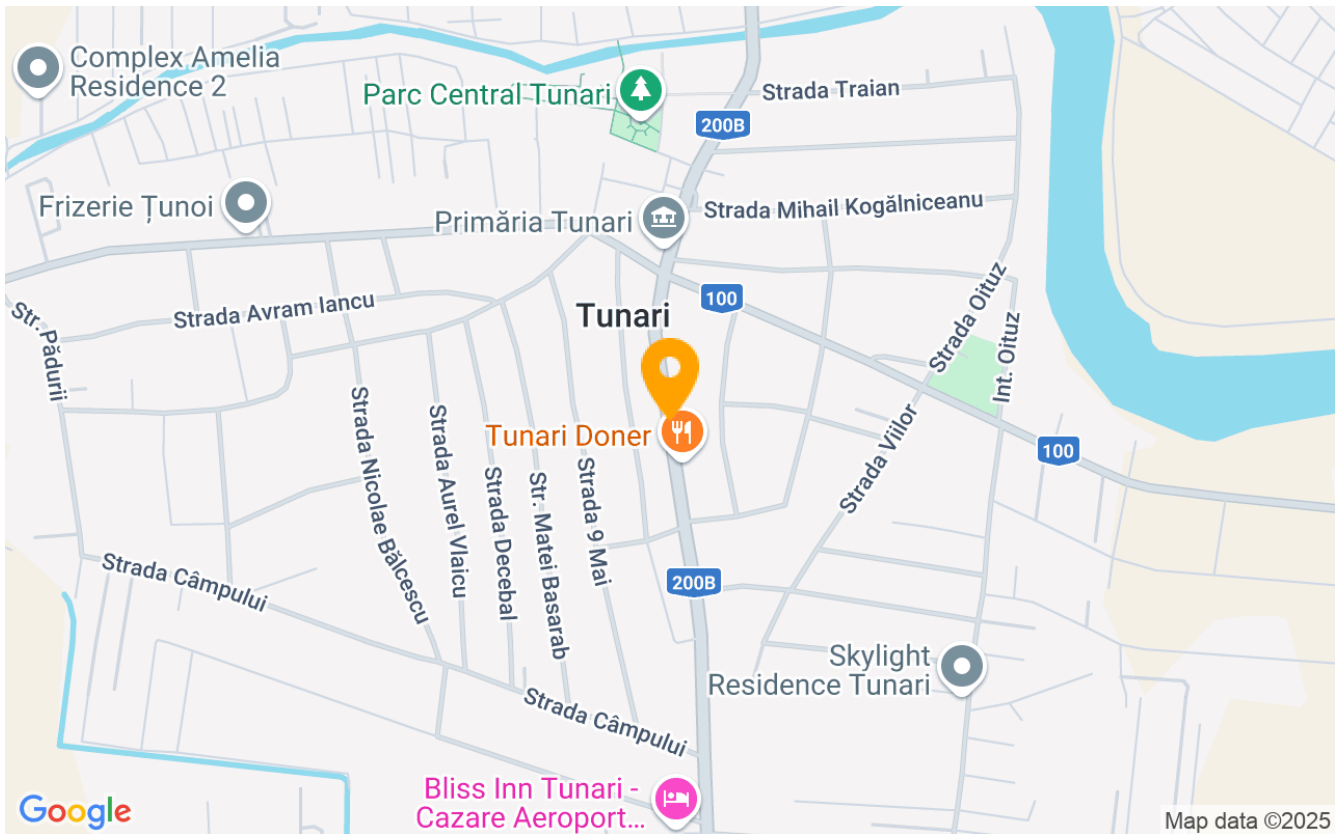 Complex Amelia
Residence 2
Parc Central Tunari
Strada Traian
200B
Frizerie Țunoi
Primăria Tunari
Strada Mihail Kogălniceanu
Strada Avram Iancu
100
Tunari
Strada Oituz
Int. Oituz
Str. Pădurii
Tunari Doner
Strada Viilor
100
Strada Nicolae Bălcescu
Strada Aurel Vlaicu
Strada Decebal
Str. Matei Basarab
Strada 9 Mai
Strada Câmpului
200B
Skylight
Residence Tunari
Strada Câmpului
Bliss Inn Tunari -
Cazare Aeroport...
Google
Map data ©2025